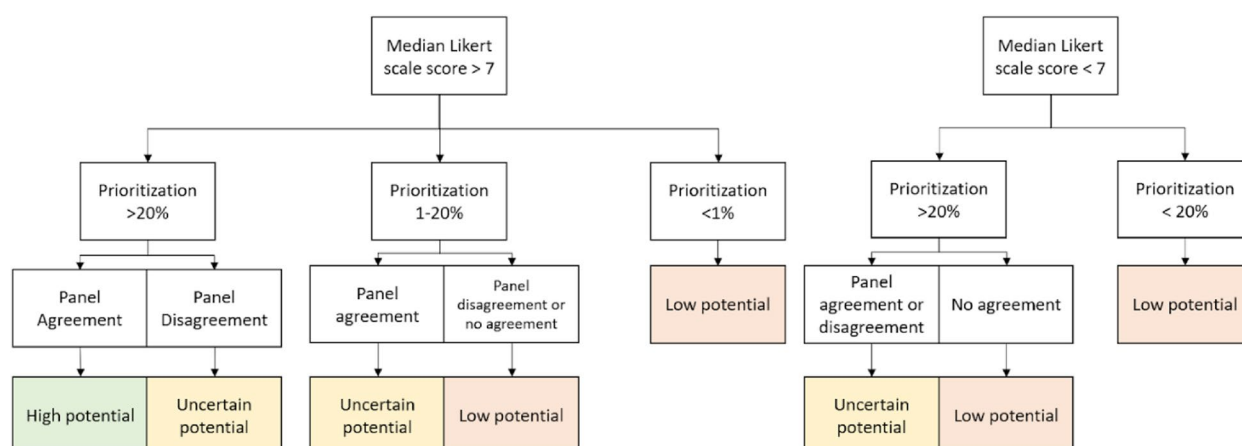 Median Likert
scale score > 7
Median Likert
scale score < 7
Prioritization
>20%
Prioritization
1-20%
Prioritization
<1%
Prioritization
>20%
Prioritization
< 20%
Panel
Agreement
Panel
Disagreement
Panel
agreement
Panel
disagreement or
no agreement
Low potential
Panel
agreement or
disagreement
No agreement
Low potential
High potential
Uncertain
potential
Uncertain
potential
Low potential
Uncertain
potential
Low potential